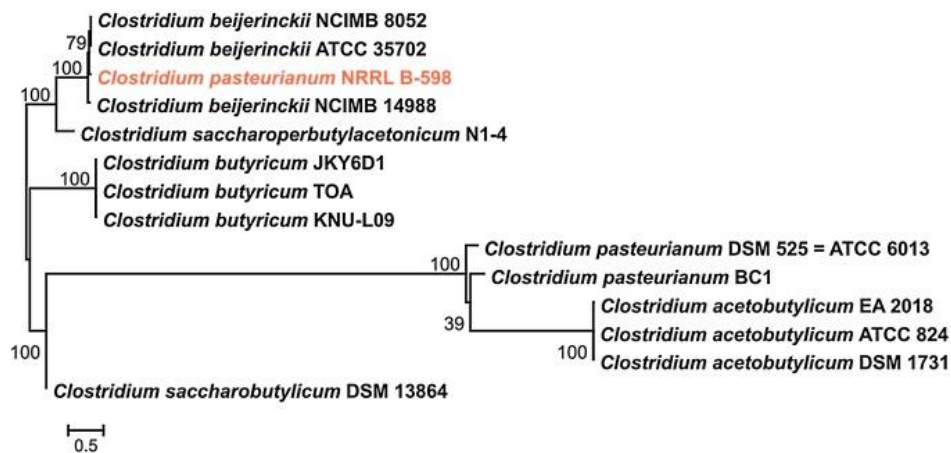 Clostridium beijerinckii NCIMB 8052
79
Clostridium beijerinckii ATCC 35702
100
Clostridium pasteurianum NRRL B-598
100
Clostridium beijerinckii NCIMB 14988
Clostridium saccharoperbutylacetonicum N1-4
Clostridium butyricum JKY6D1
100
Clostridium butyricum TOA
Clostridium butyricum KNU-L09
Clostridium pasteurianum DSM 525 = ATCC 6013
100
Clostridium pasteurianum BC1
Clostridium acetobutylicum EA 2018
39
Clostridium acetobutylicum ATCC 824
100
100
Clostridium acetobutylicum DSM 1731
Clostridium saccharobutylicum DSM 13864
0.5